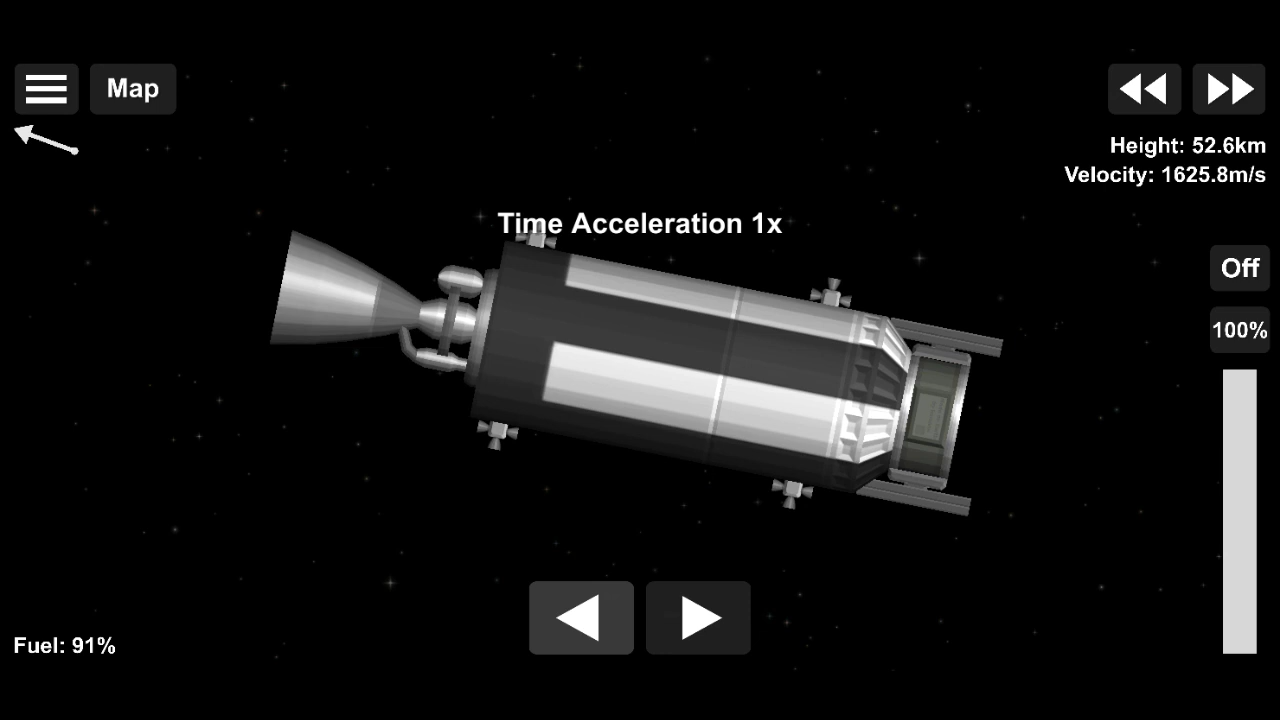 Map
Height: 52.6km
Velocity: 1625.8m/s
Time Acceleration 1x
Off
100%
Fuel: 91%